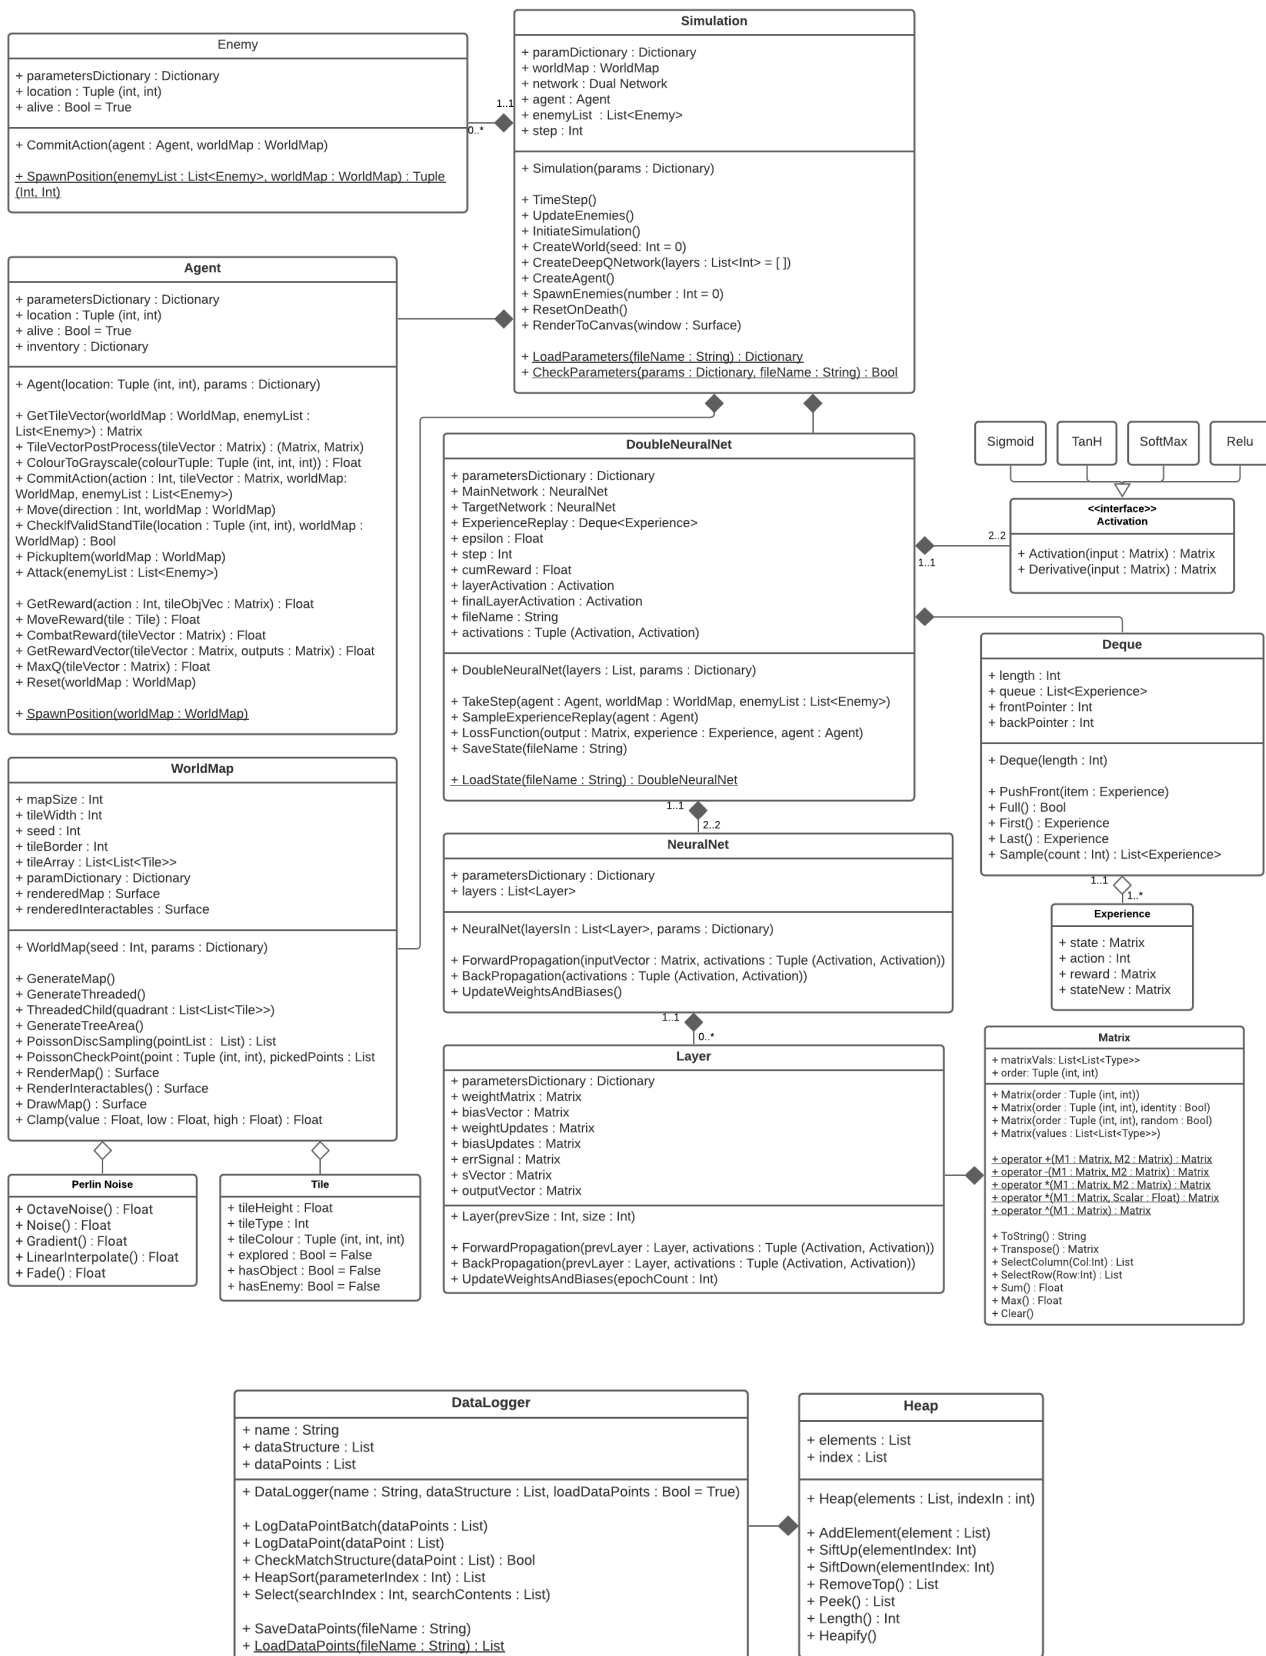 Enemy
+ parametersDictionary : Dictionary
+ location : Tuple (int, int)
+ alive : Bool = True
+ CommitAction(agent : Agent, worldMap : WorldMap)
+ SpawnPosition(enemyList : List<Enemy>, worldMap : WorldMap) : Tuple
(Int, Int)
1..1
0..*
Simulation
+ paramDictionary : Dictionary
+ worldMap : WorldMap
+ network : Dual Network
+ agent : Agent
+ enemyList  : List<Enemy>
+ step : Int
+ Simulation(params : Dictionary)
+ TimeStep()
+ UpdateEnemies()
+ InitiateSimulation()
+ CreateWorld(seed: Int = 0)
+ CreateDeepQNetwork(layers : List<Int> = [ ])
+ CreateAgent()
+ SpawnEnemies(number : Int = 0)
+ ResetOnDeath()
+ RenderToCanvas(window : Surface)
+ LoadParameters(fileName : String) : Dictionary
+ CheckParameters(params : Dictionary, fileName : String) : Bool
Agent
+ parametersDictionary : Dictionary
+ location : Tuple (int, int)
+ alive : Bool = True
+ inventory : Dictionary
+ Agent(location: Tuple (int, int), params : Dictionary)
+ GetTileVector(worldMap : WorldMap, enemyList :
List<Enemy>) : Matrix
+ TileVectorPostProcess(tileVector : Matrix) : (Matrix, Matrix)
+ ColourToGrayscale(colourTuple: Tuple (int, int, int)) : Float
+ CommitAction(action : Int, tileVector : Matrix, worldMap:
WorldMap, enemyList : List<Enemy>)
+ Move(direction : Int, worldMap : WorldMap)
+ CheckIfValidStandTile(location : Tuple (int, int), worldMap :
WorldMap) : Bool
+ PickupItem(worldMap : WorldMap)
+ Attack(enemyList : List<Enemy>)
+ GetReward(action : Int, tileObjVec : Matrix) : Float
+ MoveReward(tile : Tile) : Float
+ CombatReward(tileVector : Matrix) : Float
+ GetRewardVector(tileVector : Matrix, outputs : Matrix) : Float
+ MaxQ(tileVector : Matrix) : Float
+ Reset(worldMap : WorldMap)
+ SpawnPosition(worldMap : WorldMap)
DoubleNeuralNet
+ parametersDictionary : Dictionary
+ MainNetwork : NeuralNet
+ TargetNetwork : NeuralNet
+ ExperienceReplay : Deque<Experience>
+ epsilon : Float
+ step : Int
+ cumReward : Float
+ layerActivation : Activation
+ finalLayerActivation : Activation
+ fileName : String
+ activations : Tuple (Activation, Activation)
+ DoubleNeuralNet(layers : List, params : Dictionary)
+ TakeStep(agent : Agent, worldMap : WorldMap, enemyList : List<Enemy>)
+ SampleExperienceReplay(agent : Agent)
+ LossFunction(output : Matrix, experience : Experience, agent : Agent)
+ SaveState(fileName : String)
+ LoadState(fileName : String) : DoubleNeuralNet
Sigmoid
TanH
SoftMax
Relu
<<interface>>
Activation
+ Activation(input : Matrix) : Matrix
+ Derivative(input : Matrix) : Matrix
2..2
1..1
Deque
+ length : Int
+ queue : List<Experience>
+ frontPointer : Int
+ backPointer : Int
+ Deque(length : Int)
+ PushFront(item : Experience)
+ Full() : Bool
+ First() : Experience
+ Last() : Experience
+ Sample(count : Int) : List<Experience>
1..1
1..*
Experience
+ state : Matrix
+ action : Int
+ reward : Matrix
+ stateNew : Matrix
WorldMap
+ mapSize : Int
+ tileWidth : Int
+ seed : Int
+ tileBorder : Int
+ tileArray : List<List<Tile>>
+ paramDictionary : Dictionary
+ renderedMap : Surface
+ renderedInteractables : Surface
+ WorldMap(seed : Int, params : Dictionary)
+ GenerateMap()
+ GenerateThreaded()
+ ThreadedChild(quadrant : List<List<Tile>>)
+ GenerateTreeArea()
+ PoissonDiscSampling(pointList :  List) : List
+ PoissonCheckPoint(point : Tuple (int, int), pickedPoints : List
+ RenderMap() : Surface
+ RenderInteractables() : Surface
+ DrawMap() : Surface
+ Clamp(value : Float, low : Float, high : Float) : Float
1..1
2..2
NeuralNet
+ parametersDictionary : Dictionary
+ layers : List<Layer>
+ NeuralNet(layersIn : List<Layer>, params : Dictionary)
+ ForwardPropagation(inputVector : Matrix, activations : Tuple (Activation, Activation))
+ BackPropagation(activations : Tuple (Activation, Activation))
+ UpdateWeightsAndBiases()
1..1
0..*
Layer
+ parametersDictionary : Dictionary
+ weightMatrix : Matrix
+ biasVector : Matrix
+ weightUpdates : Matrix
+ biasUpdates : Matrix
+ errSignal : Matrix
+ sVector : Matrix
+ outputVector : Matrix
+ Layer(prevSize : Int, size : Int)
+ ForwardPropagation(prevLayer : Layer, activations : Tuple (Activation, Activation))
+ BackPropagation(prevLayer : Layer, activations : Tuple (Activation, Activation))
+ UpdateWeightsAndBiases(epochCount : Int)
Matrix
+ matrixVals: List<List<Type>>
+ order: Tuple (int, int)
+ Matrix(order : Tuple (int, int))
+ Matrix(order : Tuple (int, int), identity : Bool)
+ Matrix(order : Tuple (int, int), random : Bool)
+ Matrix(values : List<List<Type>>)
+ operator +(M1 : Matrix, M2 : Matrix) : Matrix
+ operator -(M1 : Matrix, M2 : Matrix) : Matrix
+ operator *(M1 : Matrix, M2 : Matrix) : Matrix
+ operator *(M1 : Matrix, Scalar : Float) : Matrix
+ operator ^(M1 : Matrix) : Matrix
+ ToString() : String
+ Transpose() : Matrix
+ SelectColumn(Col:Int) : List
+ SelectRow(Row:Int) : List
+ Sum() : Float
+ Max() : Float
+ Clear()
Perlin Noise
+ OctaveNoise() : Float
+ Noise() : Float
+ Gradient() : Float
+ LinearInterpolate() : Float
+ Fade() : Float
Tile
+ tileHeight : Float
+ tileType : Int
+ tileColour : Tuple (int, int, int)
+ explored : Bool = False
+ hasObject : Bool = False
+ hasEnemy: Bool = False
DataLogger
+ name : String
+ dataStructure : List
+ dataPoints : List
+ DataLogger(name : String, dataStructure : List, loadDataPoints : Bool = True)
+ LogDataPointBatch(dataPoints : List)
+ LogDataPoint(dataPoint : List)
+ CheckMatchStructure(dataPoint : List) : Bool
+ HeapSort(parameterIndex : Int) : List
+ Select(searchIndex : Int, searchContents : List)
+ SaveDataPoints(fileName : String)
+ LoadDataPoints(fileName : String) : List
Heap
+ elements : List
+ index : List
+ Heap(elements : List, indexIn : int)
+ AddElement(element : List)
+ SiftUp(elementIndex: Int)
+ SiftDown(elementIndex: Int)
+ RemoveTop() : List
+ Peek() : List
+ Length() : Int
+ Heapify()